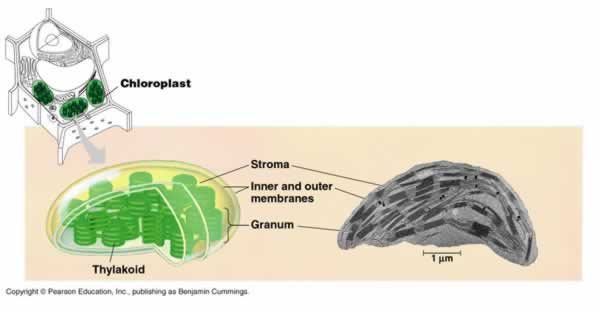 Chloroplast
Stroma
Inner and outer
membranes
Granum
1 µm
Thylakoid
Copyright © Pearson Education, Inc., publishing as Benjamin Cummings.